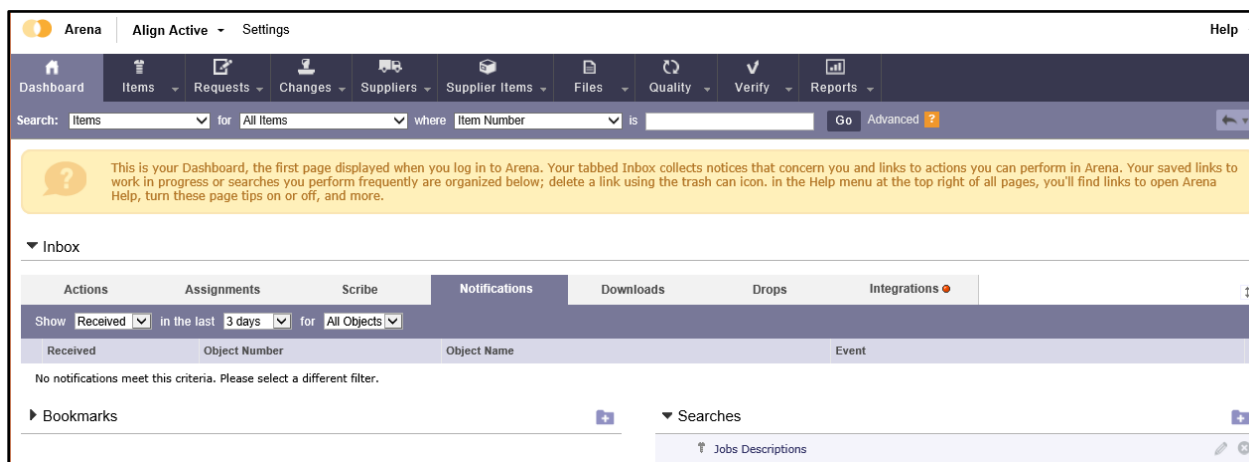 Arena Align Active Settings Help
Dashboard Items Requests Changes Suppliers Supplier Items Files Quality Verify Reports
Search: Items for All Items where Item Number is Go Advanced ?
This is your Dashboard, the first page displayed when you log in to Arena. Your tabbed Inbox collects notices that concern you and links to actions you can perform in Arena. Your saved links to
work in progress or searches you perform frequently are organized below; delete a link using the trash can icon. in the Help menu at the top right of all pages, you'll find links to open Arena
Help, turn these page tips on or off, and more.
Inbox
Actions Assignments Scribe Notifications Downloads Drops Integrations
Show Received in the last 3 days for All Objects
Received Object Number Object Name Event
No notifications meet this criteria. Please select a different filter.
Bookmarks Searches
Jobs Descriptions